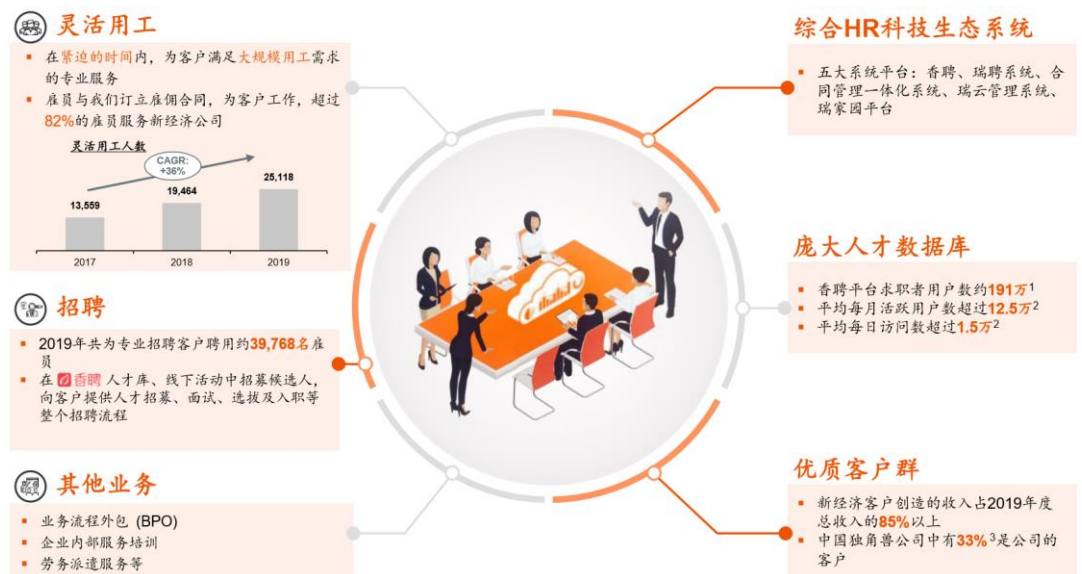 灵活用工
▪ 在紧迫的时间内，为客户满足大规模用工需求
的专业服务
▪ 雇员与我们订立雇佣合同，为客户工作，超过
82%的雇员服务新经济公司
灵活用工人数
CAGR:
+36%
13,559
19,464
25,118
2017
2018
2019
招聘
▪ 2019年共为专业招聘客户聘用约39,768名雇
员
▪ 在 香聘 人才库、线下活动中招募候选人，
向客户提供人才招募、面试、选拔及入职等
整个招聘流程
其他业务
▪ 业务流程外包 (BPO)
▪ 企业内部服务培训
▪ 劳务派遣服务等
综合HR科技生态系统
▪ 五大系统平台：香聘、瑞聘系统、合
同管理一体化系统、瑞云管理系统、
瑞家园平台
庞大人才数据库
▪ 香聘平台求职者用户数约191万1
▪ 平均每月活跃用户数超过12.5万2
▪ 平均每日访问数超过1.5万2
优质客户群
▪ 新经济客户创造的收入占2019年度
总收入的85%以上
▪ 中国独角兽公司中有33%3是公司的
客户